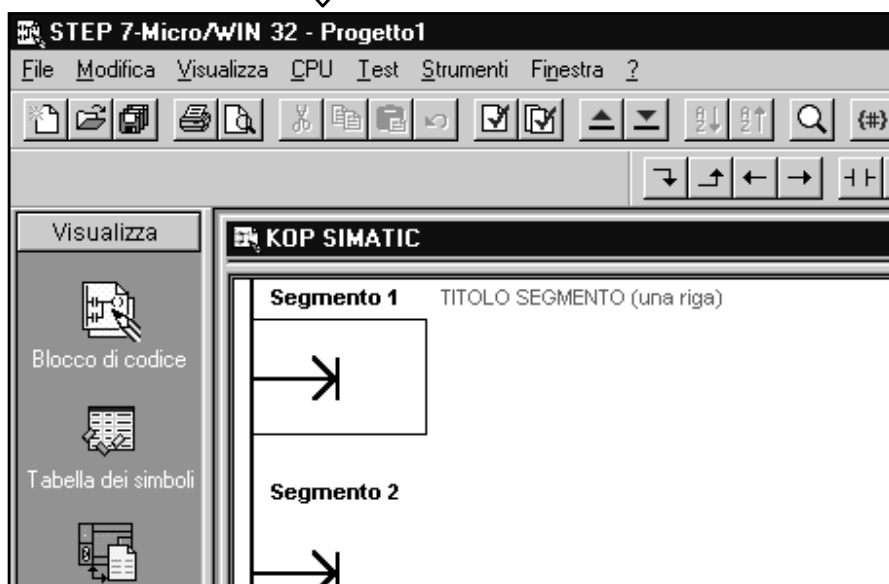 STEP 7-Micro/WIN 32 - Progetto1
File Modifica Visualizza CPU Test Strumenti Finestra ?
{#}
Visualizza
KOP SIMATIC
Segmento 1 TITOLO SEGMENTO (una riga)
Blocco di codice
Tabella dei simboli
Segmento 2